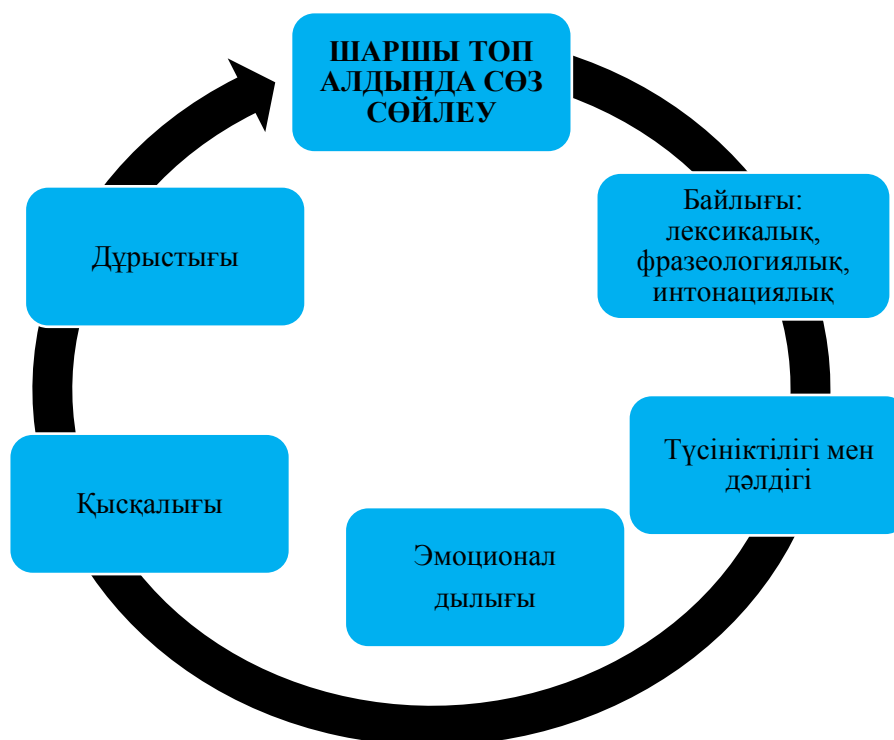 ШАРШЫ ТОП
АЛДЫНДА СӨЗ
СӨЙЛЕУ
Байлығы:
лексикалық,
фразеологиялық,
интонациялық
Түсініктілігі мен
дәлдігі
Эмоционал
дылығы
Қысқалығы
Дұрыстығы